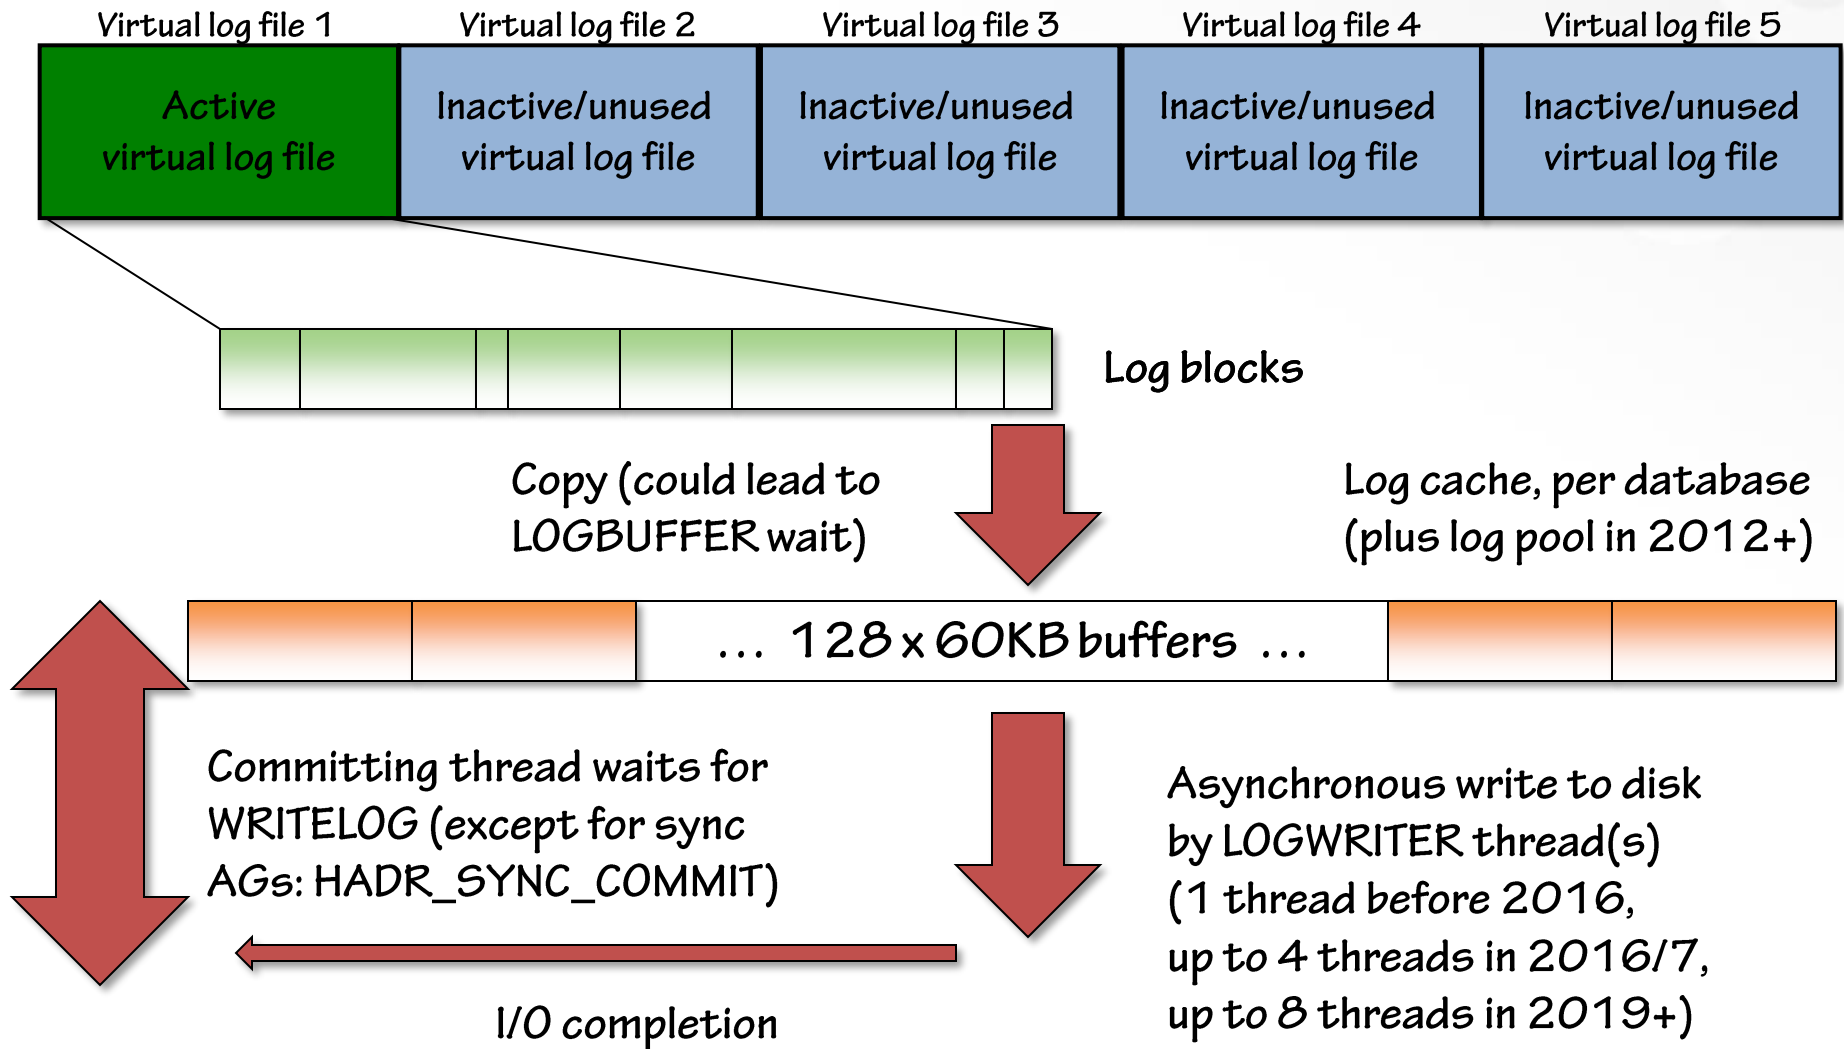 Virtual log file 1
Virtual log file 2
Virtual log file 3
Virtual log file 4
Virtual log file 5
Active
virtual log file
Inactive/unused
virtual log file
Inactive/unused
virtual log file
Inactive/unused
virtual log file
Inactive/unused
virtual log file
Log blocks
Copy (could lead to
LOGBUFFER wait)
Log cache, per database
(plus log pool in 2012+)
... 128 x 60KB buffers ...
Committing thread waits for
WRITELOG (except for sync
AGs: HADR_SYNC_COMMIT)
Asynchronous write to disk
by LOGWRITER thread(s)
(1 thread before 2016,
up to 4 threads in 2016/7,
up to 8 threads in 2019+)
I/O completion